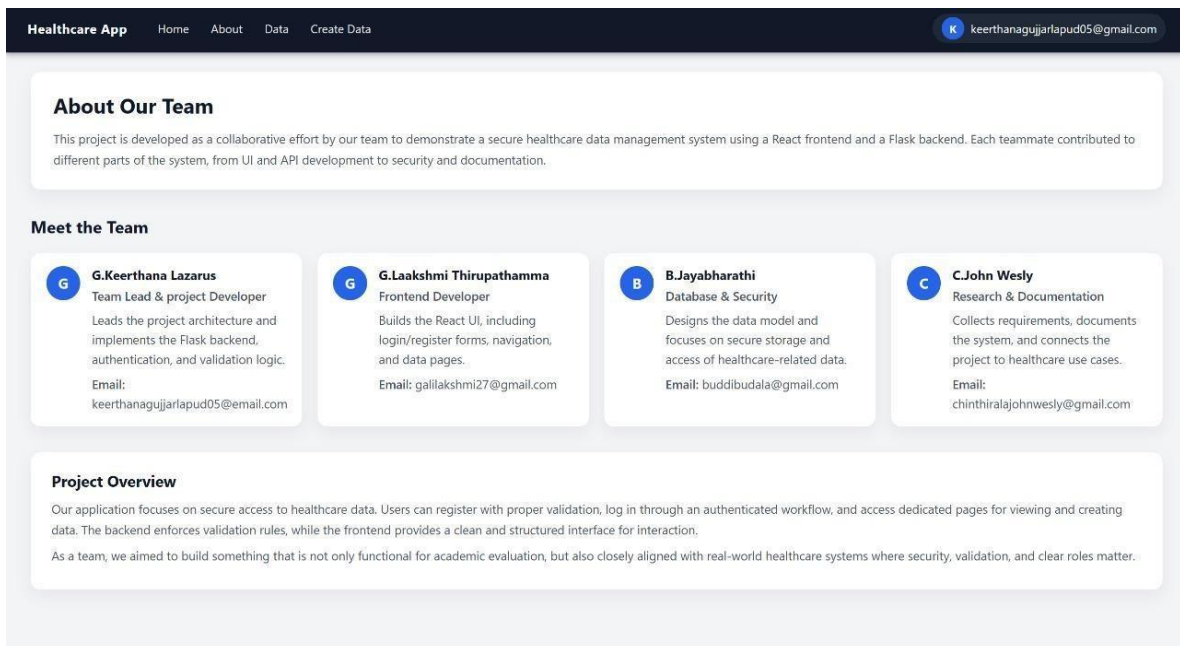 Healthcare App Home About Data Create Data K keerthanagujjarlapud05@gmail.com
About Our Team
This project is developed as a collaborative effort by our team to demonstrate a secure healthcare data management system using a React frontend and a Flask backend. Each teammate contributed to
different parts of the system, from UI and API development to security and documentation.
Meet the Team
G
G.Keerthana Lazarus
Team Lead & project Developer
Leads the project architecture and
implements the Flask backend,
authentication, and validation logic.
Email:
keerthanagujjarlapud05@email.com
G
G.Laakshmi Thirupathamma
Frontend Developer
Builds the React UI, including
login/register forms, navigation,
and data pages.
Email: galilakshmi27@gmail.com
B
B.Jayabharathi
Database & Security
Designs the data model and
focuses on secure storage and
access of healthcare-related data.
Email: buddibudala@gmail.com
C
C.John Wesly
Research & Documentation
Collects requirements, documents
the system, and connects the
project to healthcare use cases.
Email:
chinthiralajohnwesly@gmail.com
Project Overview
Our application focuses on secure access to healthcare data. Users can register with proper validation, log in through an authenticated workflow, and access dedicated pages for viewing and creating
data. The backend enforces validation rules, while the frontend provides a clean and structured interface for interaction.
As a team, we aimed to build something that is not only functional for academic evaluation, but also closely aligned with real-world healthcare systems where security, validation, and clear roles matter.